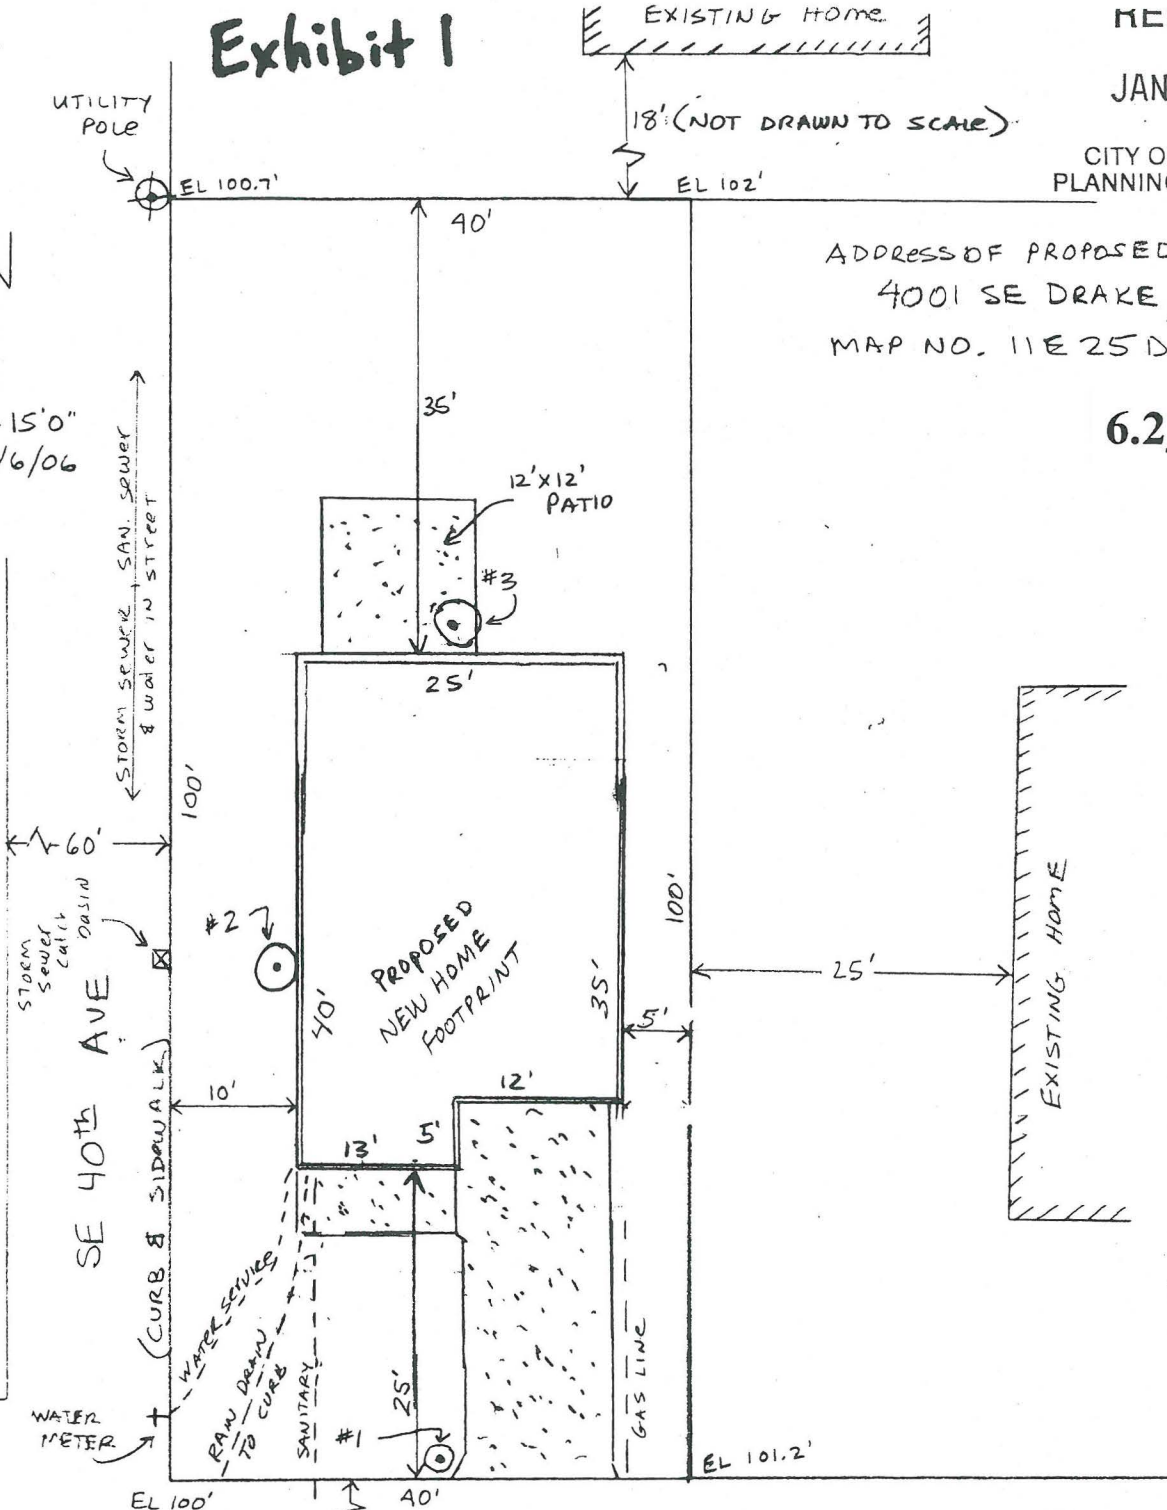 Exhibit 1
EXISTING Home
RE
JAN
CITY O
PLANNING
UTILITY
Pole
18' (NOT DRAWN TO SCALE)
EL 100.7'
EL 102'
40'
ADDRESS OF PROPOSED
4001 SE DRAKE
MAP NO. 11E25D
6.2
15'0"
/6/06
35'
12'x12'
PATIO
#3
STORM SEWER, SAN. SEWER
& water IN STREET
25'
100'
60'
STORM
Sewer
Catch
BASIN
#2
SE 40th AVE
(CURB & SIDEWALK)
PROPOSED
NEW HOME
FOOTPRINT
40'
35'
100'
5'
25'
EXISTING HOME
10'
12'
13'
5'
WATER SERVICE
RAIN DRAIN
TO CURB
SANITARY
25'
GAS LINE
WATER
METER
#1
EL 101.2'
EL 100'
40'